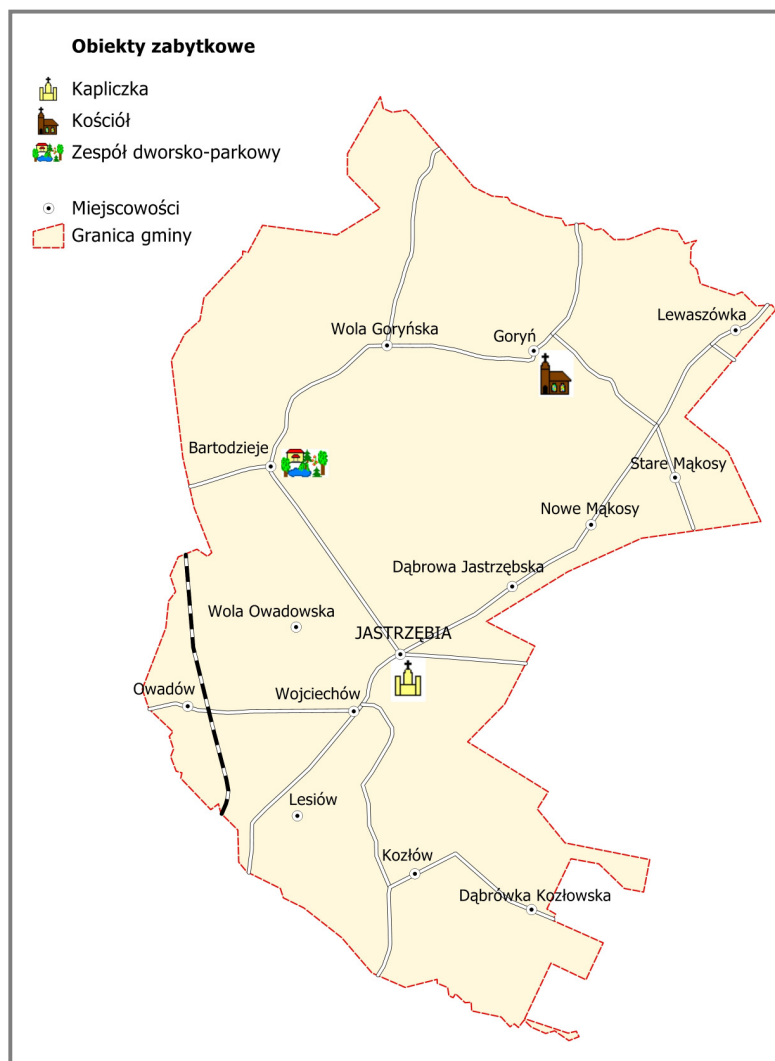 Obiekty zabytkowe
Kapliczka
Kościół
Zespół dworsko-parkowy
Miejscowości
Granica gminy
Lewaszówka
Wola Goryńska
Goryń
Bartodzieje
Stare Mąkosy
Nowe Mąkosy
Dąbrowa Jastrzębska
Wola Owadowska
JASTRZĘBIA
Owadów
Wojciechów
Lesiów
Kozłów
Dąbrówka Kozłowska